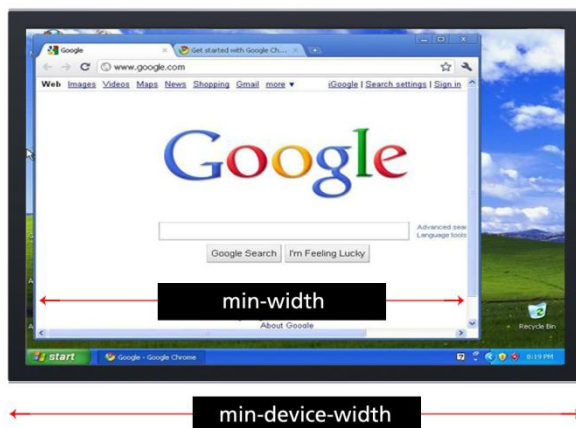 Google
Get started with Google Ch...
www.google.com
Web Images Videos Maps News Shopping Gmail more ▼ iGoogle | Search settings | Sign in
Google
Advanced sea
Language tools
Google Search I'm Feeling Lucky
min-width
About Google
Recycle Bin
start Google - Google Chrome 8:19 PM
min-device-width